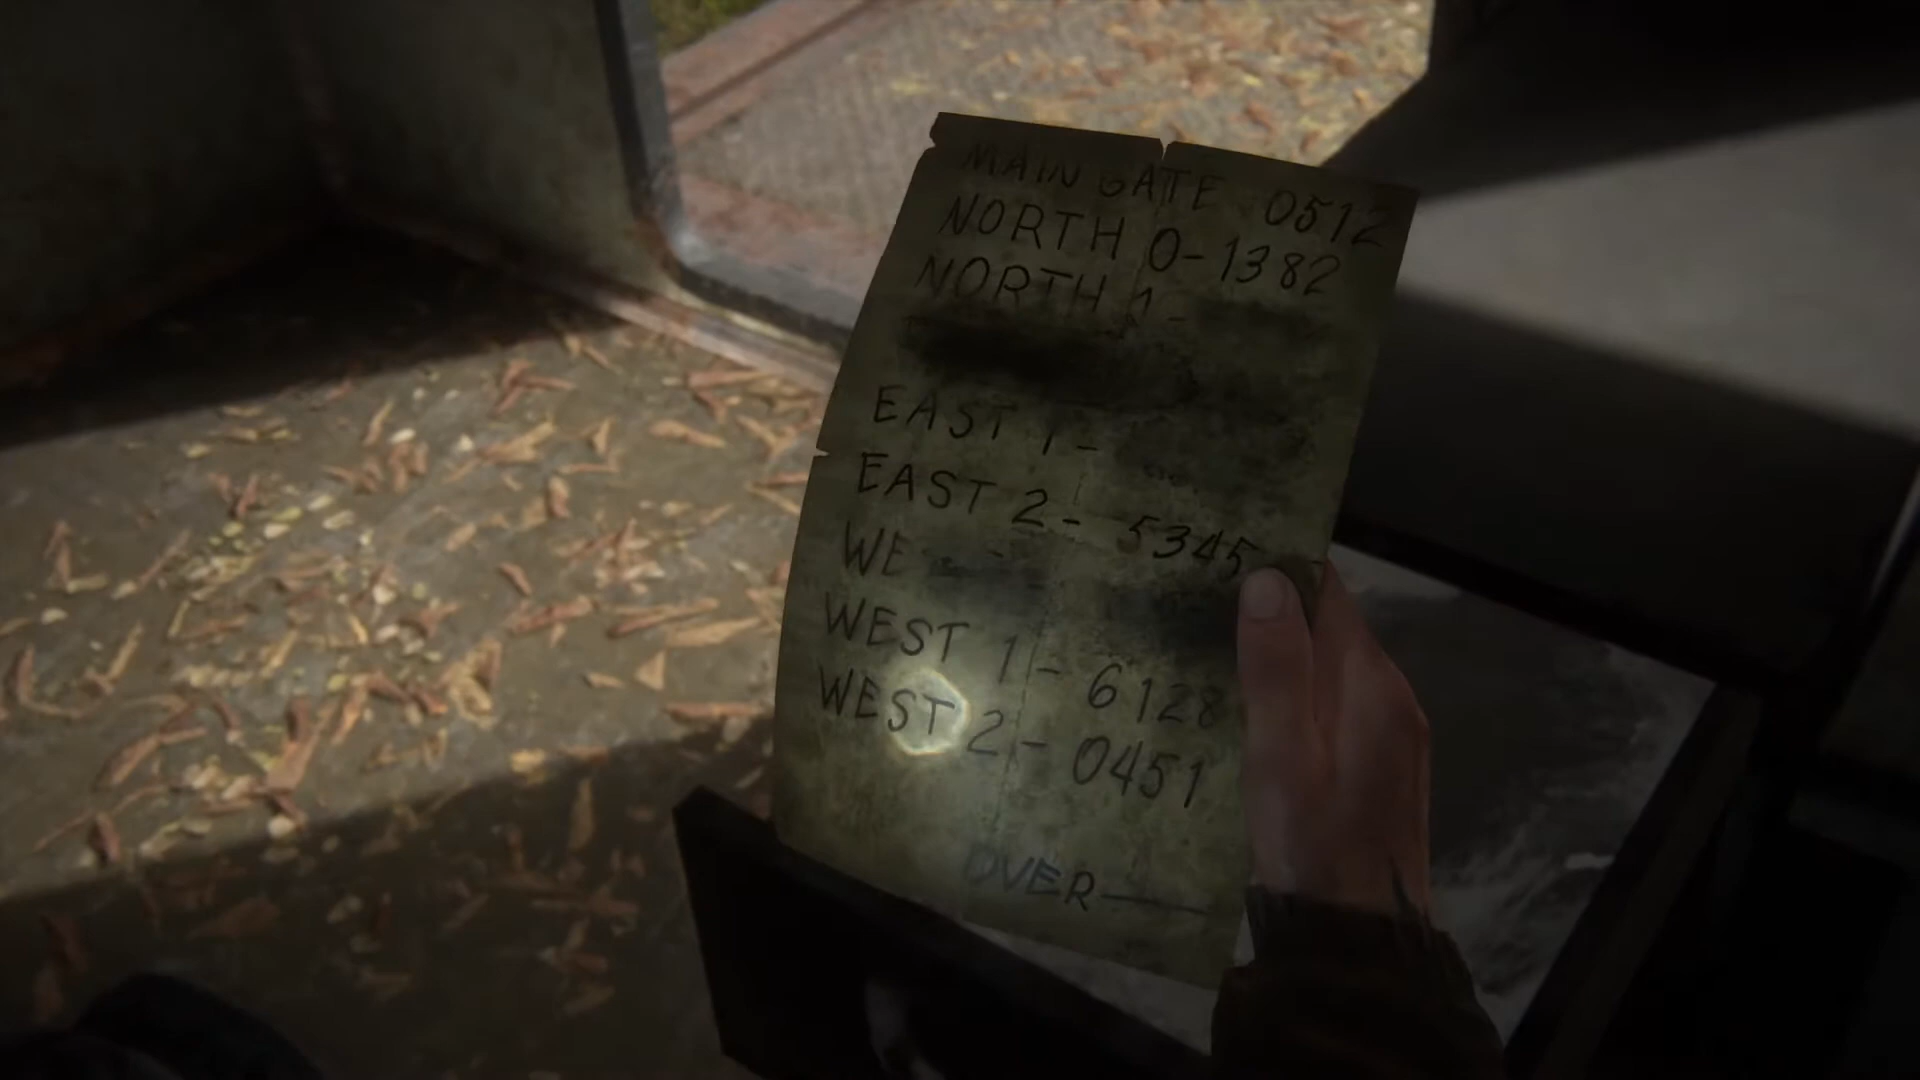 MAIN GATE 0512
NORTH 0-1382
NORTH 1-
EAST 1-
EAST 2- 5345
WE
WEST 1- 6128
WEST 2- 0451
OVER—